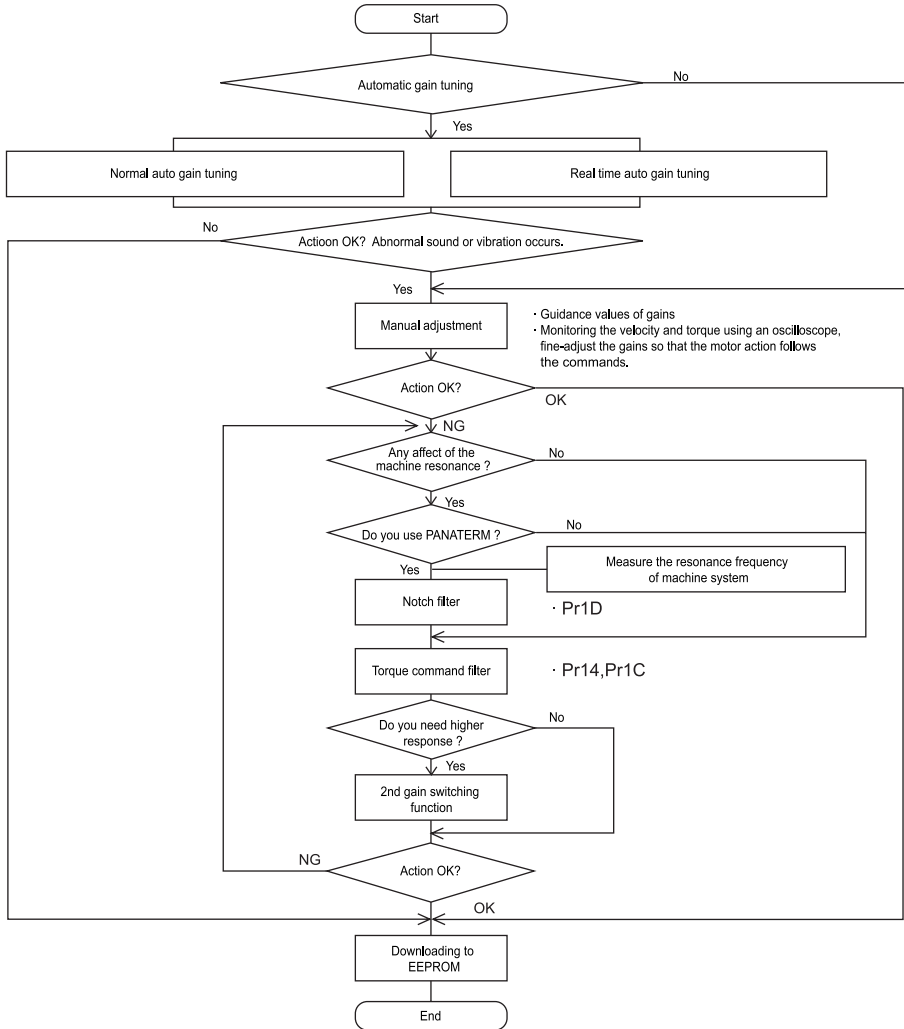 Start
Automatic gain tuning
No
Yes
Normal auto gain tuning
Real time auto gain tuning
No
Actioon OK? Abnormal sound or vibration occurs.
Yes
Manual adjustment
· Guidance values of gains
· Monitoring the velocity and torque using an oscilloscope,
fine-adjust the gains so that the motor action follows
the commands.
Action OK?
OK
NG
Any affect of the
machine resonance ?
No
Yes
Do you use PANATERM ?
No
Yes
Measure the resonance frequency
of machine system
Notch filter
· Pr1D
Torque command filter
· Pr14,Pr1C
Do you need higher
response ?
No
Yes
2nd gain switching
function
NG
Action OK?
OK
Downloading to
EEPROM
End